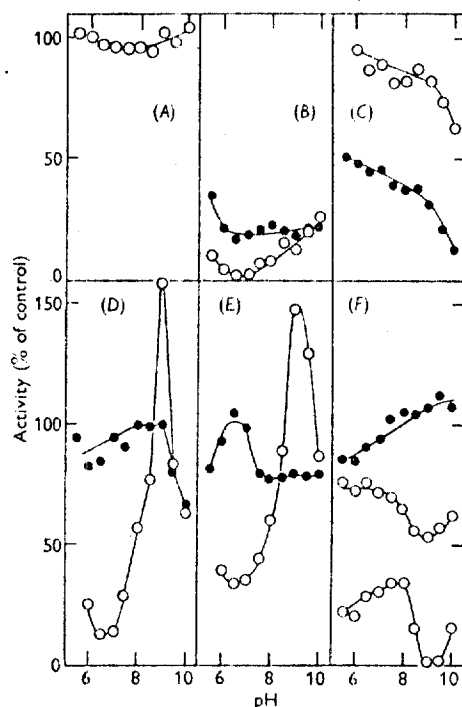 100
(A)
(B)
(C)
50
0
150
(D)
(E)
(F)
100
50
0
Activity (% of control)
6 8 10 6 8 10 6 8 10
pH